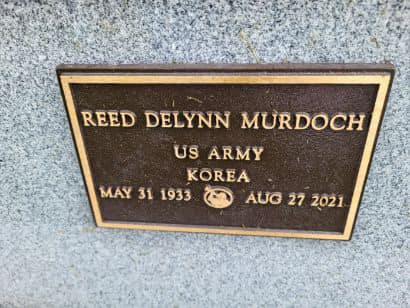 REED DELYNN MURDOCH
US ARMY
KOREA
MAY 31 1933 AUG 27 2021